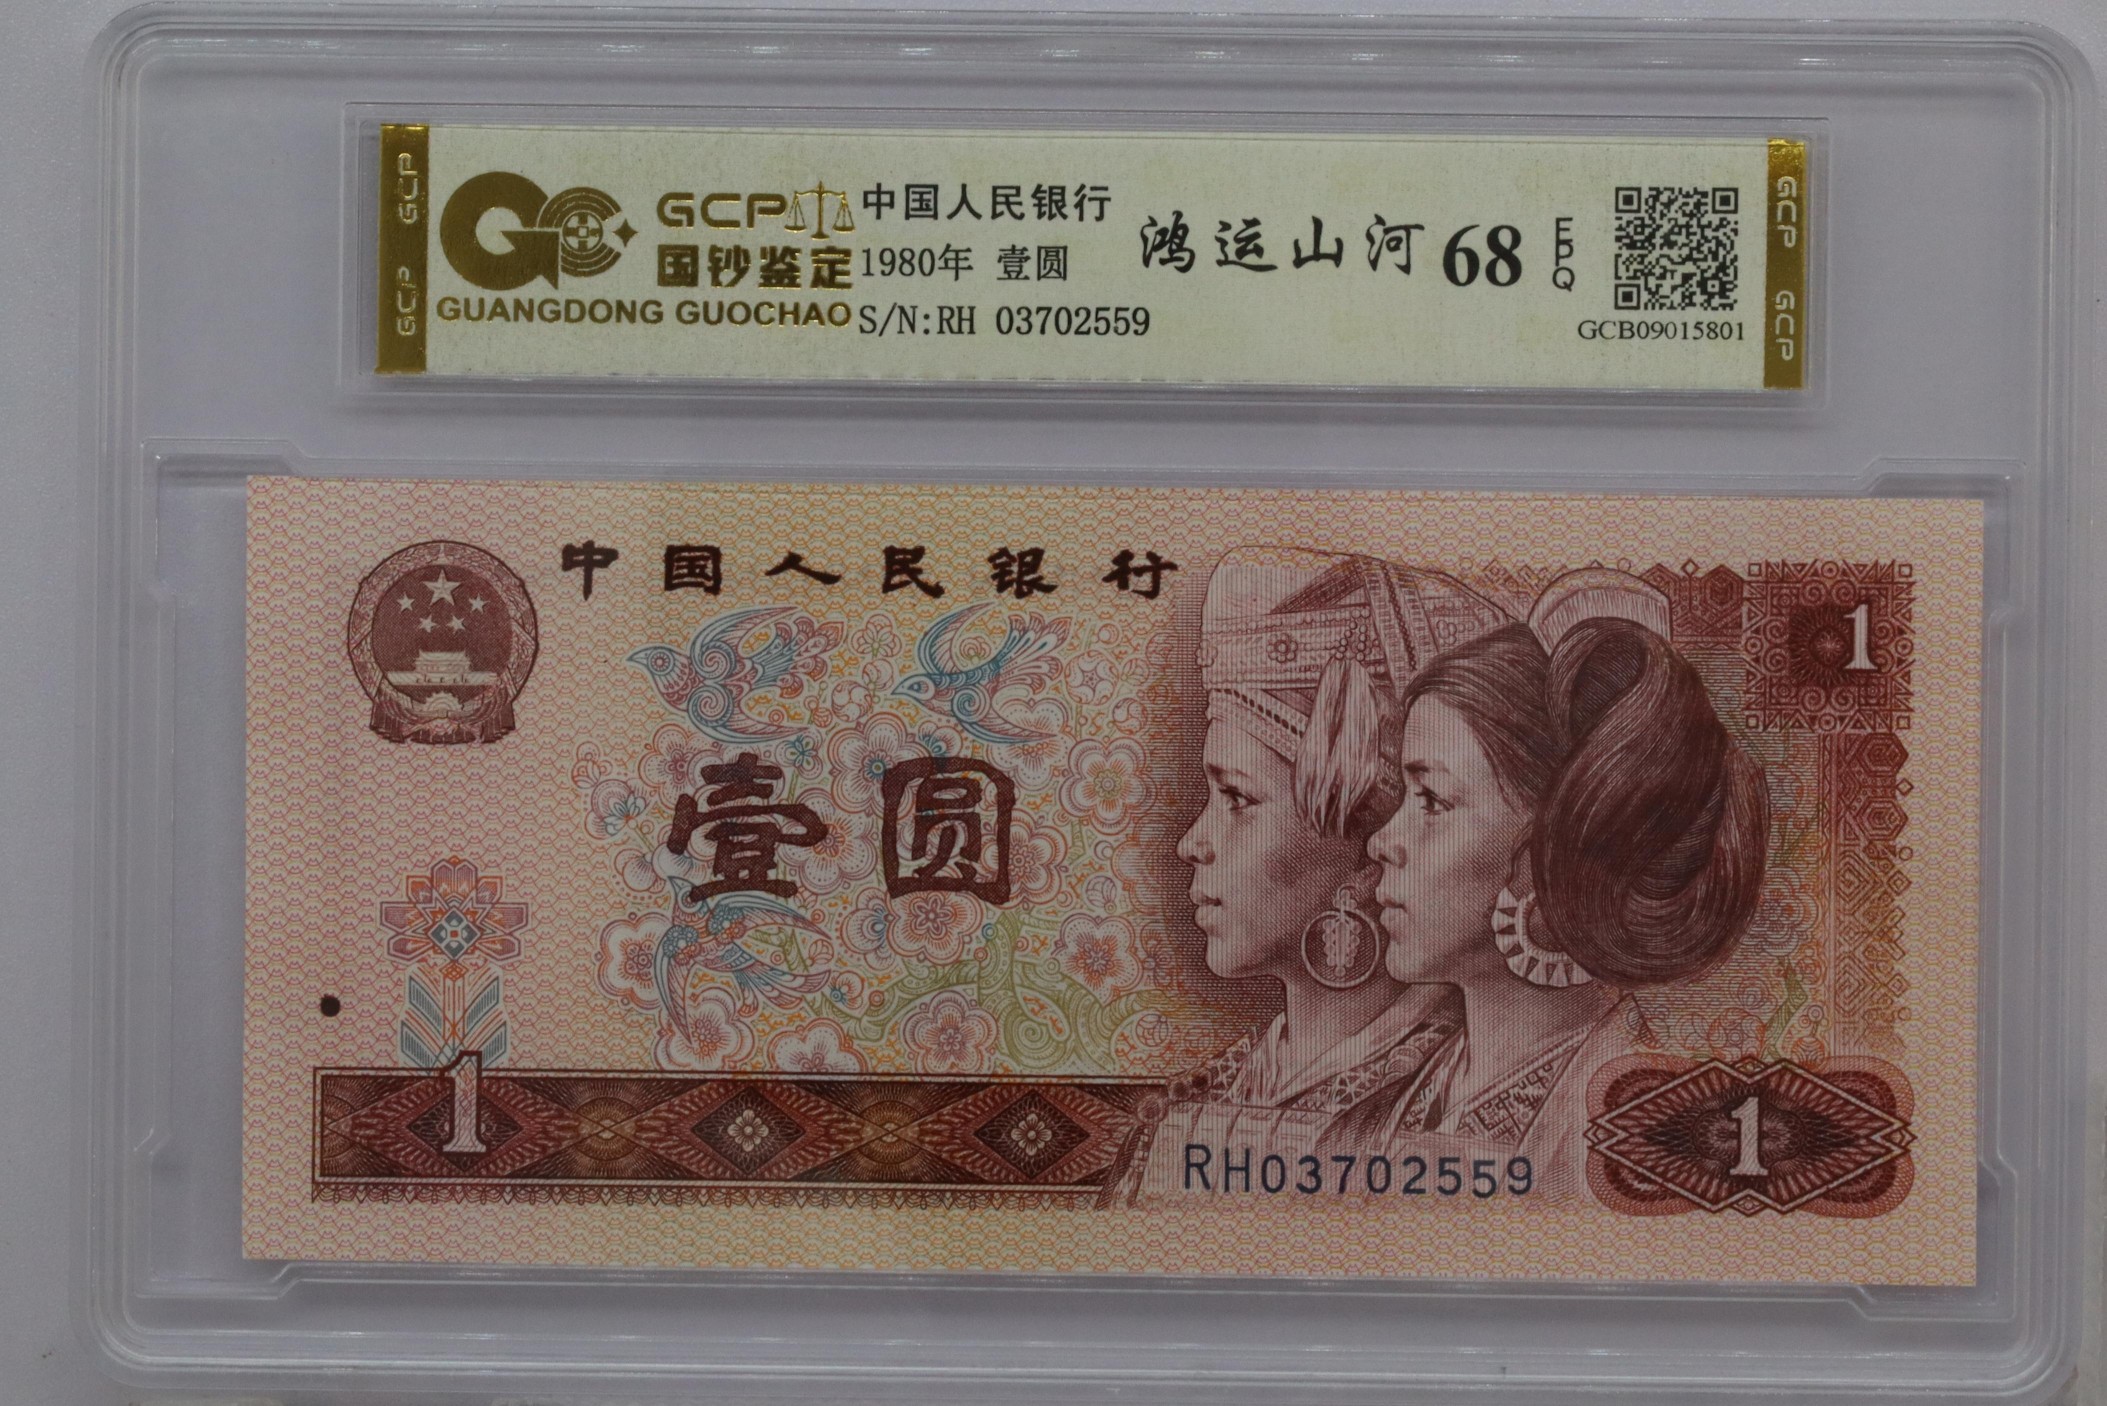 GCP
国钞鉴定
GUANGDONG GUOCHAO
中国人民银行
1980年 壹圆
S/N:RH 03702559
鸿运山河 68 EPQ
GCB09015801
GCP GCP
GCP GCP
中国人民银行
1
壹圆
1
1
RH03702559